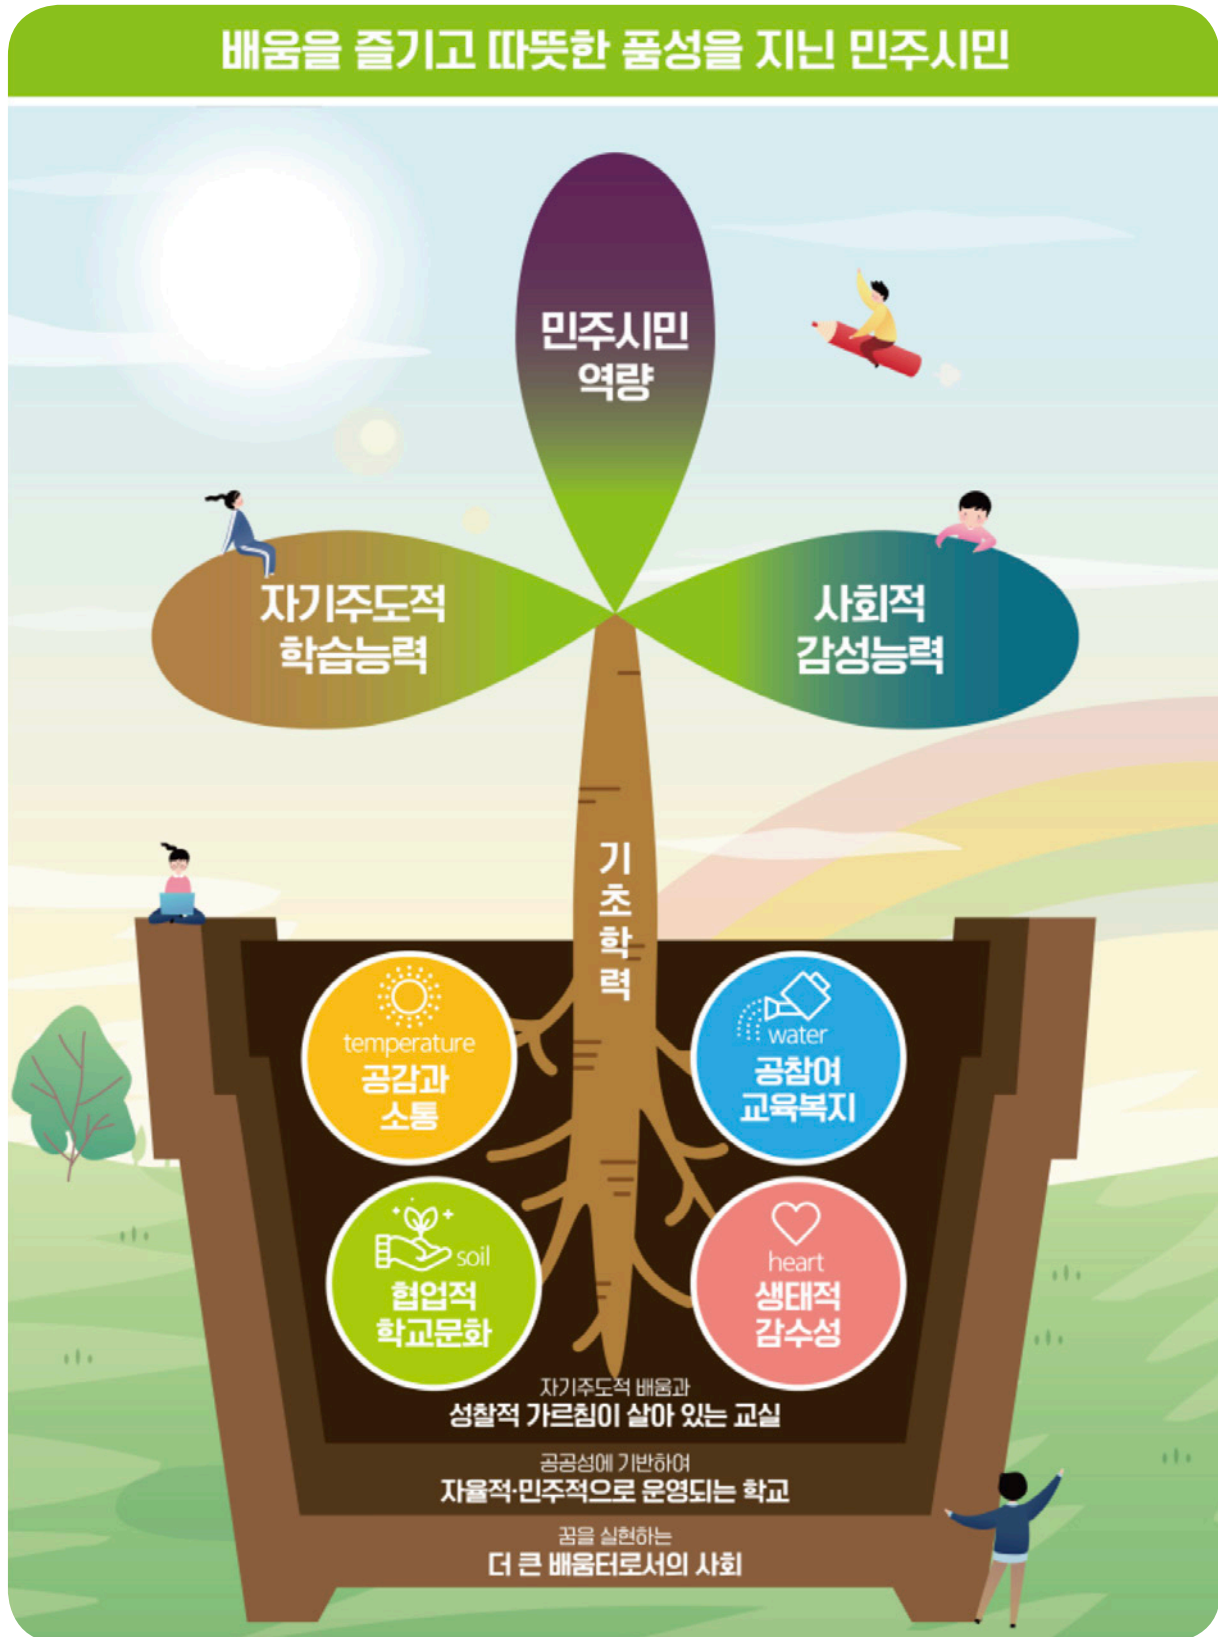 배움을 즐기고 따뜻한 품성을 지닌 민주시민
민주시민
역량
자기주도적
학습능력
사회적
감성능력
기
초
학
력
temperature
공감과
소통
water
공참여
교육복지
soil
협업적
학교문화
heart
생태적
감수성
자기주도적 배움과
성찰적 가르침이 살아 있는 교실
공공성에 기반하여
자율적·민주적으로 운영되는 학교
꿈을 실현하는
더 큰 배움터로서의 사회